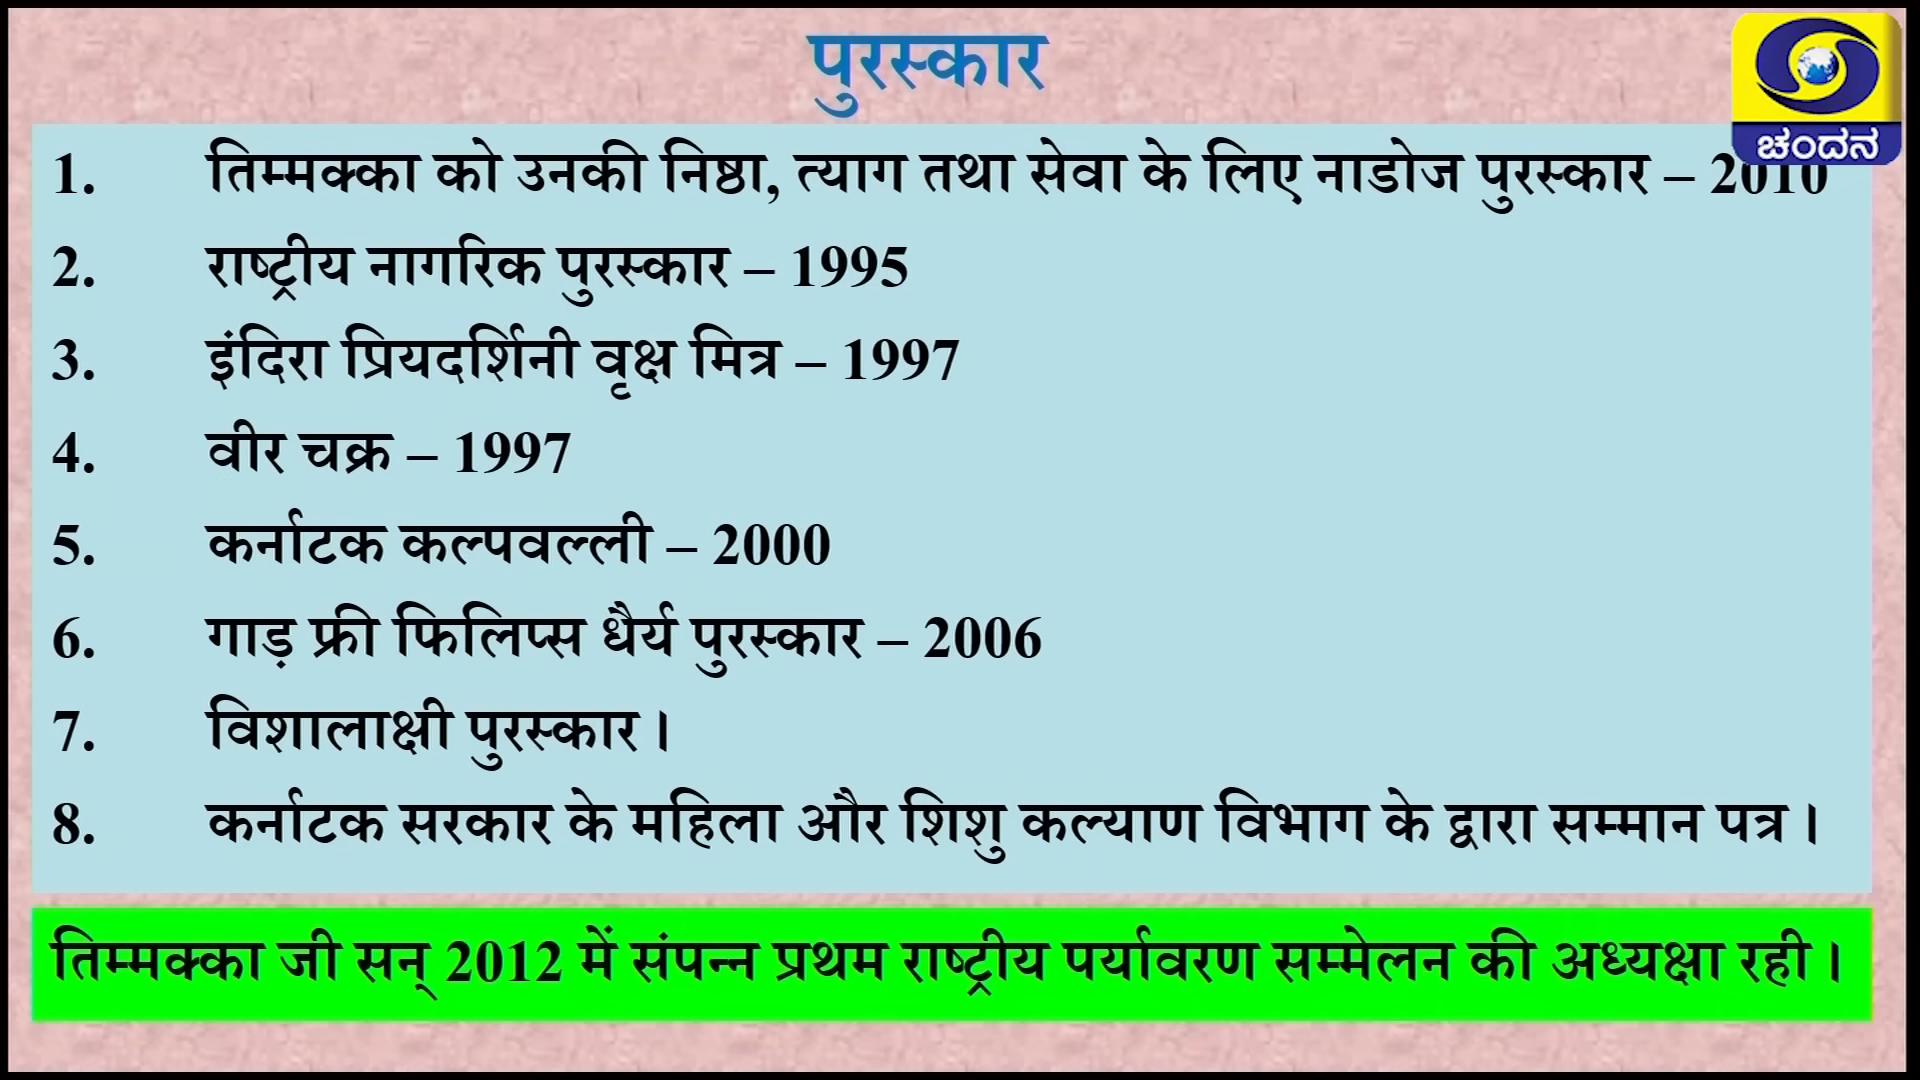 पुरस्कार
ಚಂದನ
1. तिम्मक्का को उनकी निष्ठा, त्याग तथा सेवा के लिए नाडोज पुरस्कार – 2010
2. राष्ट्रीय नागरिक पुरस्कार – 1995
3. इंदिरा प्रियदर्शिनी वृक्ष मित्र – 1997
4. वीर चक्र – 1997
5. कर्नाटक कल्पवल्ली – 2000
6. गाड़ फ्री फिलिप्स धैर्य पुरस्कार – 2006
7. विशालाक्षी पुरस्कार ।
8. कर्नाटक सरकार के महिला और शिशु कल्याण विभाग के द्वारा सम्मान पत्र ।
तिम्मक्का जी सन् 2012 में संपन्न प्रथम राष्ट्रीय पर्यावरण सम्मेलन की अध्यक्षा रही ।